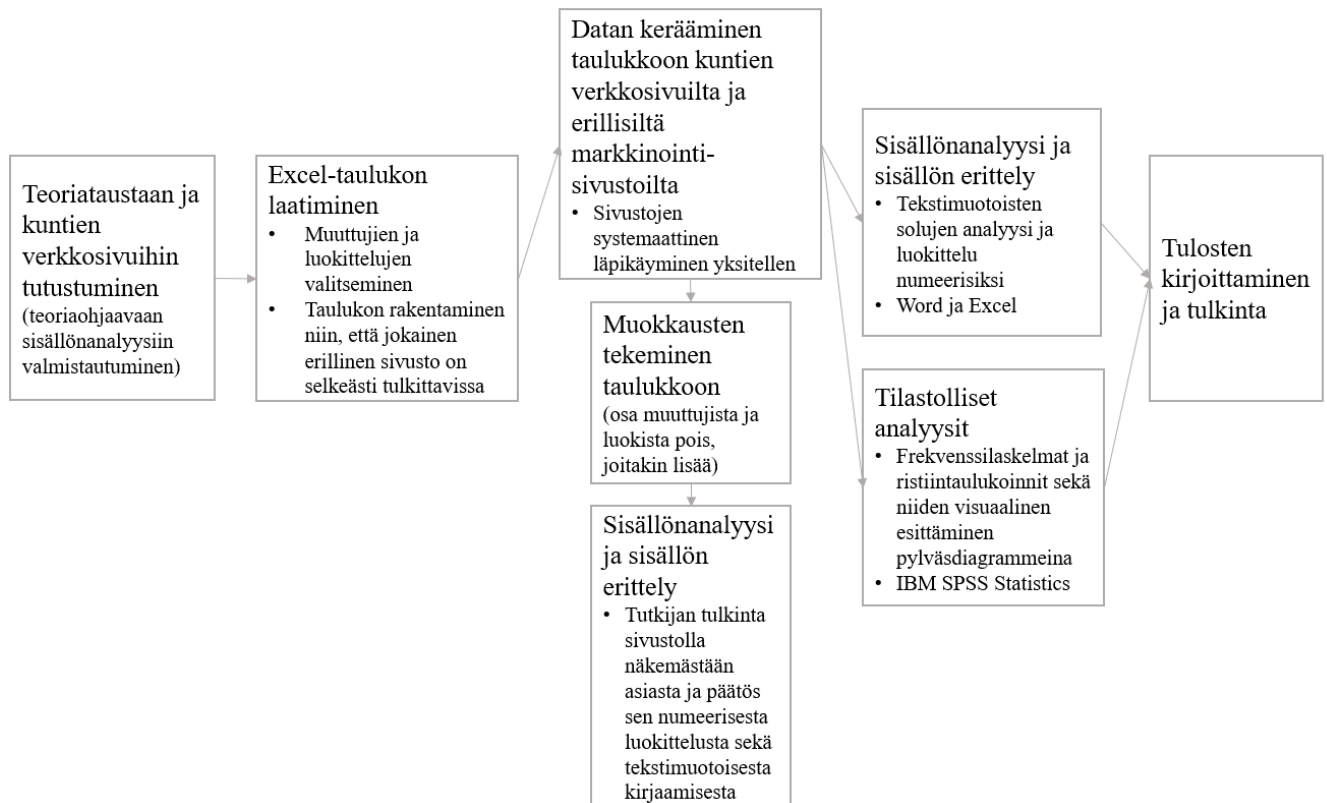 Teoriataustaan ja
kuntien
verkkosivuihin
tutustuminen
(teoriaohjaavaan
sisällönanalyysiin
valmistautuminen)
Excel-taulukon
laatiminen
• Muuttujien ja
luokittelujen
valitseminen
• Taulukon rakentaminen
niin, että jokainen
erillinen sivusto on
selkeästi tulkittavissa
Datan kerääminen
taulukkoon kuntien
verkkosivuilta ja
erillisiltä
markkinointi-
sivustoilta
• Sivustojen
systemaattinen
läpikäyminen yksitellen
Muokkausten
tekeminen
taulukkoon
(osa muuttujista ja
luokista pois,
joitakin lisää)
Sisällönanalyysi
ja sisällön
erittely
• Tutkijan tulkinta
sivustolla
näkemästään
asiasta ja päätös
sen numeerisesta
luokittelusta sekä
tekstimuotoisesta
kirjaamisesta
Sisällönanalyysi ja
sisällön erittely
• Tekstimuotoisten
solujen analyysi ja
luokittelu
numeerisiksi
• Word ja Excel
Tilastolliset
analyysit
• Frekvenssilaskelmat ja
ristiintaulukoinnit sekä
niiden visuaalinen
esittäminen
pylväsdiagrammeina
• IBM SPSS Statistics
Tulosten
kirjoittaminen
ja tulkinta